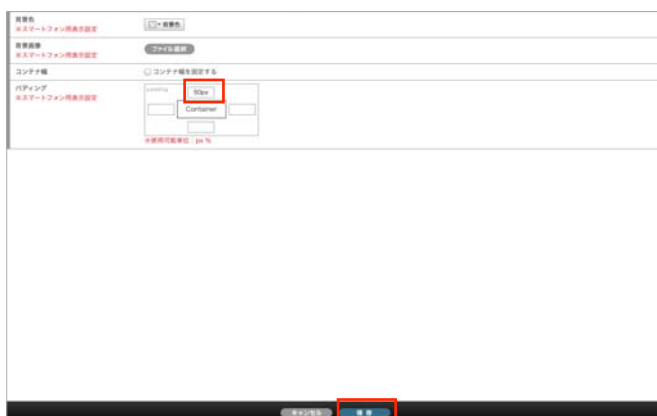 背景色
※スマートフォン用表示設定
背景色
背景画像
※スマートフォン用表示設定
ファイル選択
コンテナ幅
コンテナ幅を固定する
パディング
※スマートフォン用表示設定
padding
50px
Container
※使用可能単位：px %
キャンセル
保存